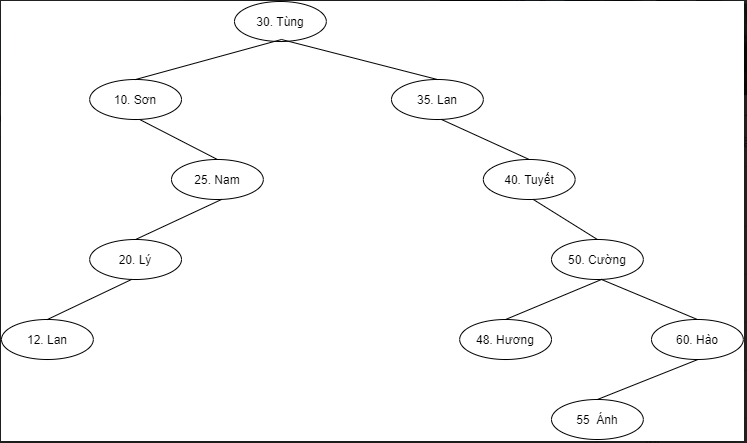 30. Tùng
10. Sơn
35. Lan
25. Nam
40. Tuyết
20. Lý
50. Cường
12. Lan
48. Hương
60. Hảo
55 Ánh